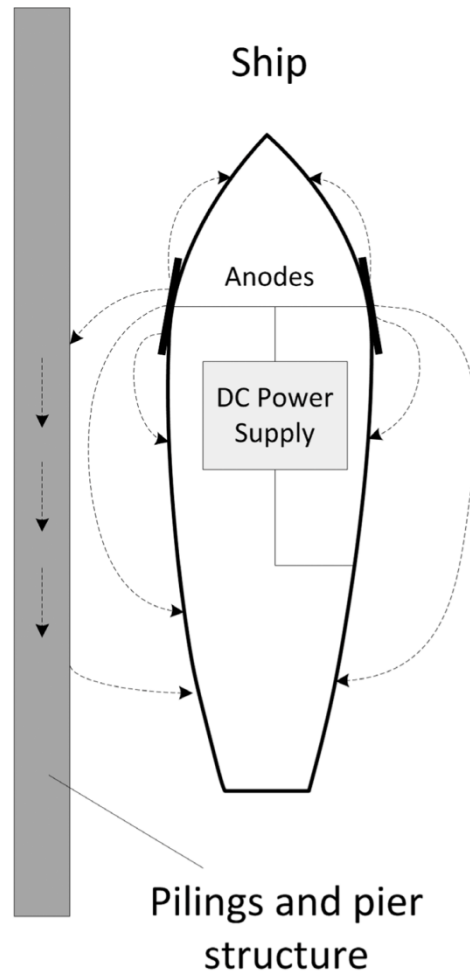 Ship
Anodes
DC Power
Supply
Pilings and pier
structure